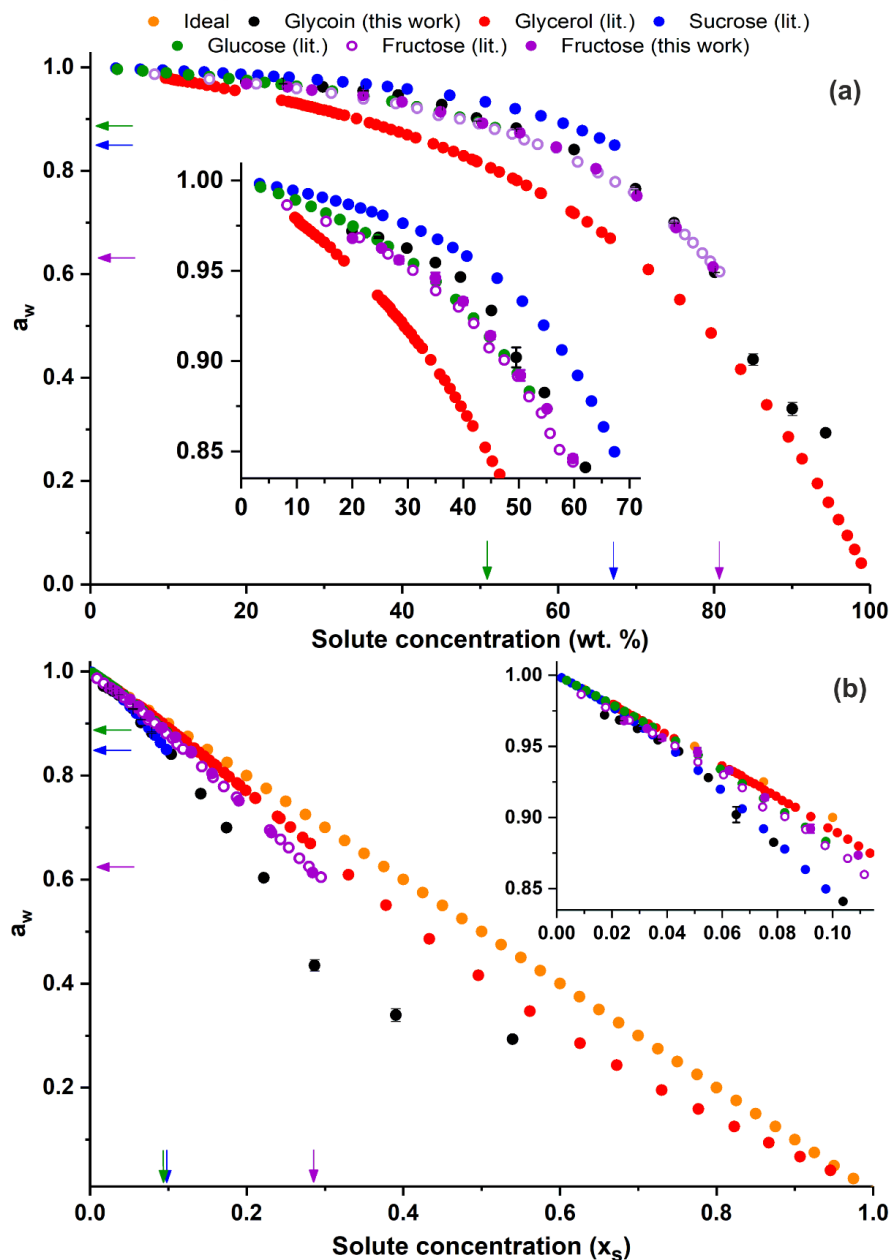 Ideal Glycoin (this work) Glycerol (lit.) Sucrose (lit.)
Glucose (lit.) Fructose (lit.) Fructose (this work)
(a)
1.0
0.8
0.6
0.4
0.2
0.0
a_w
1.00
0.95
0.90
0.85
0 10 20 30 40 50 60 70
0 20 40 60 80 100
Solute concentration (wt. %)
(b)
1.0
0.8
0.6
0.4
0.2
a_w
1.00
0.95
0.90
0.85
0.00 0.02 0.04 0.06 0.08 0.10
0.0 0.2 0.4 0.6 0.8 1.0
Solute concentration (x_s)